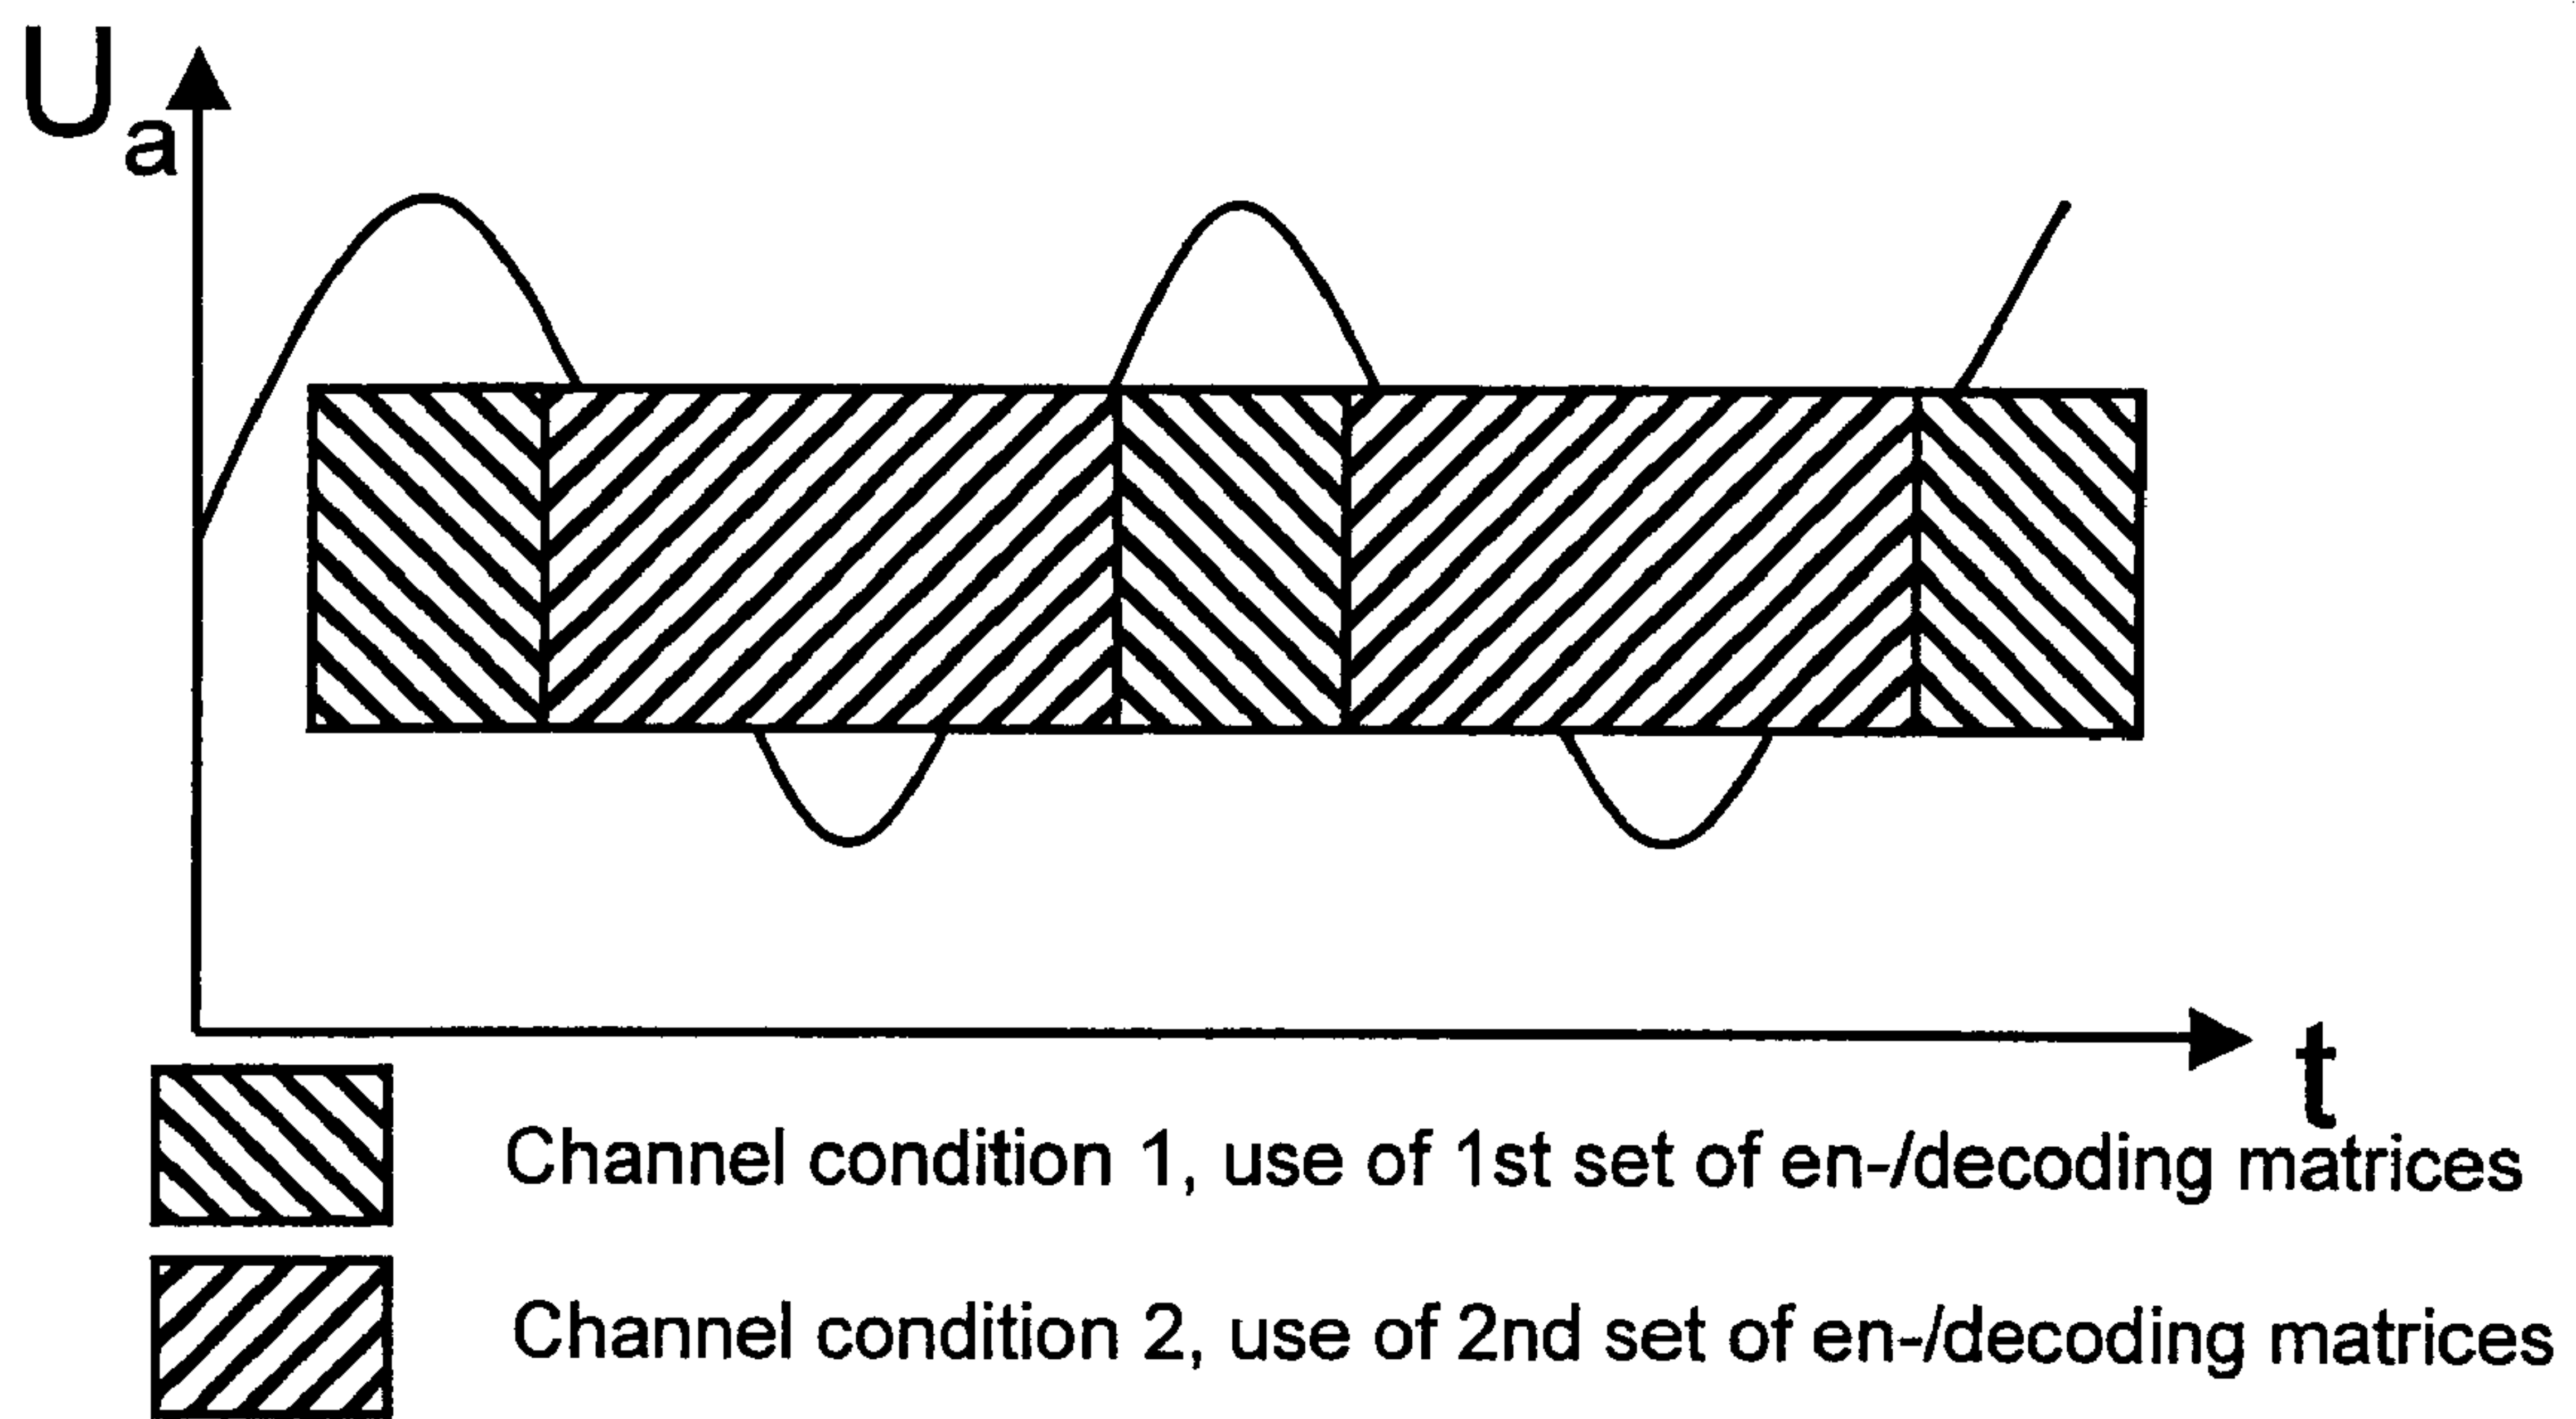 Ua
t
Channel condition 1, use of 1st set of en-/decoding matrices
Channel condition 2, use of 2nd set of en-/decoding matrices